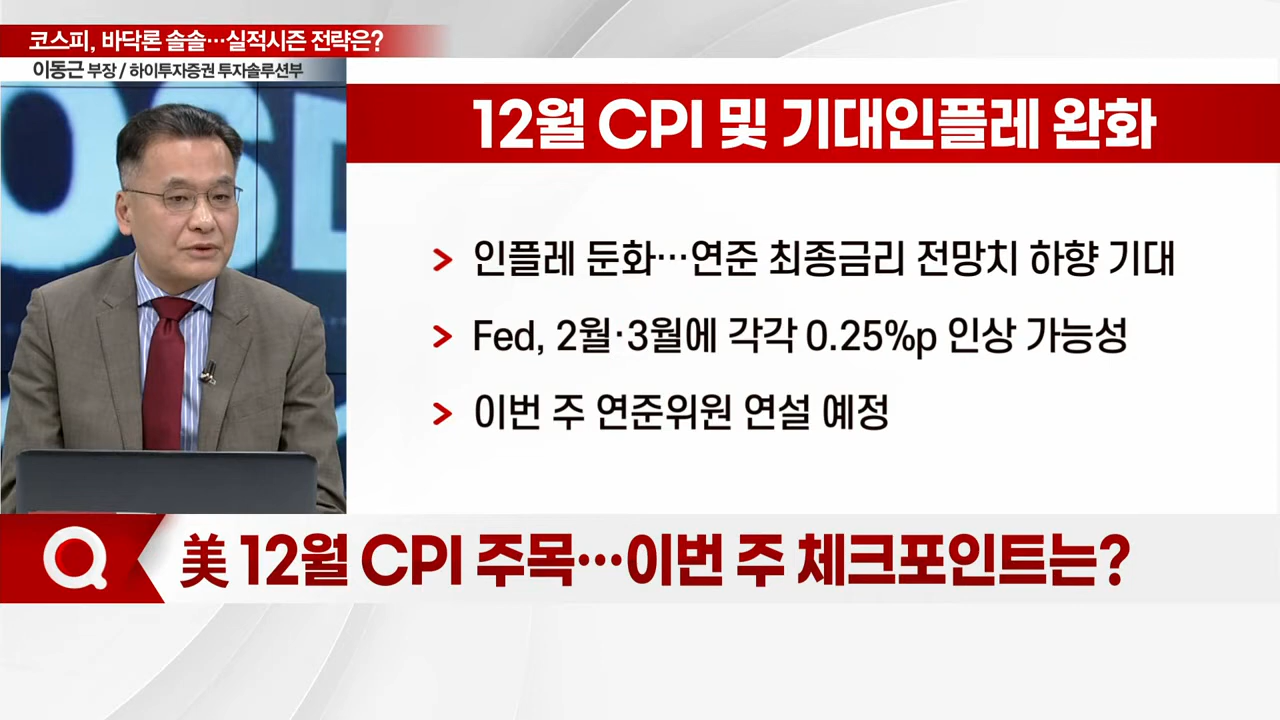 코스피, 바닥론 솔솔…실적시즌 전략은?
이동근 부장 / 하이투자증권 투자솔루션부
12월 CPI 및 기대인플레 완화
> 인플레 둔화…연준 최종금리 전망치 하향 기대
> Fed, 2월·3월에 각각 0.25%p 인상 가능성
> 이번 주 연준위원 연설 예정
美 12월 CPI 주목…이번 주 체크포인트는?